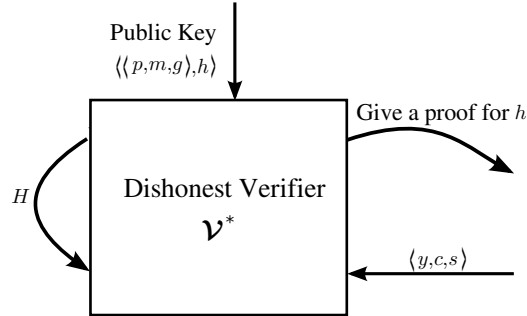 Public Key
⟨⟨p,m,g⟩,h⟩
Give a proof for h
H
Dishonest Verifier
𝒱*
⟨y,c,s⟩